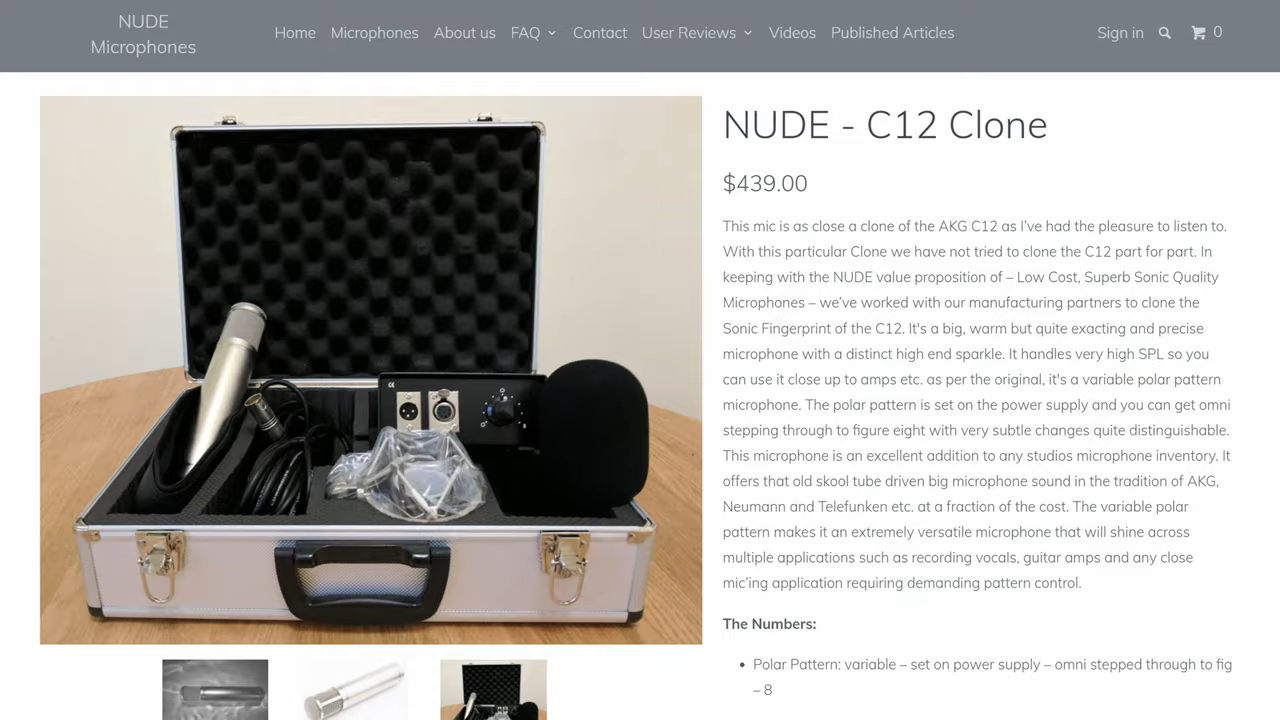 NUDE
Microphones
Home Microphones About us FAQ Contact User Reviews Videos Published Articles
Sign in 0
NUDE - C12 Clone
$439.00
This mic is as close a clone of the AKG C12 as I’ve had the pleasure to listen to.
With this particular Clone we have not tried to clone the C12 part for part. In
keeping with the NUDE value proposition of – Low Cost, Superb Sonic Quality
Microphones – we’ve worked with our manufacturing partners to clone the
Sonic Fingerprint of the C12. It's a big, warm but quite exacting and precise
microphone with a distinct high end sparkle. It handles very high SPL so you
can use it close up to amps etc. as per the original, it's a variable polar pattern
microphone. The polar pattern is set on the power supply and you can get omni
stepping through to figure eight with very subtle changes quite distinguishable.
This microphone is an excellent addition to any studios microphone inventory. It
offers that old skool tube driven big microphone sound in the tradition of AKG,
Neumann and Telefunken etc. at a fraction of the cost. The variable polar
pattern makes it an extremely versatile microphone that will shine across
multiple applications such as recording vocals, guitar amps and any close
mic’ing application requiring demanding pattern control.
The Numbers:
• Polar Pattern: variable – set on power supply – omni stepped through to fig
– 8